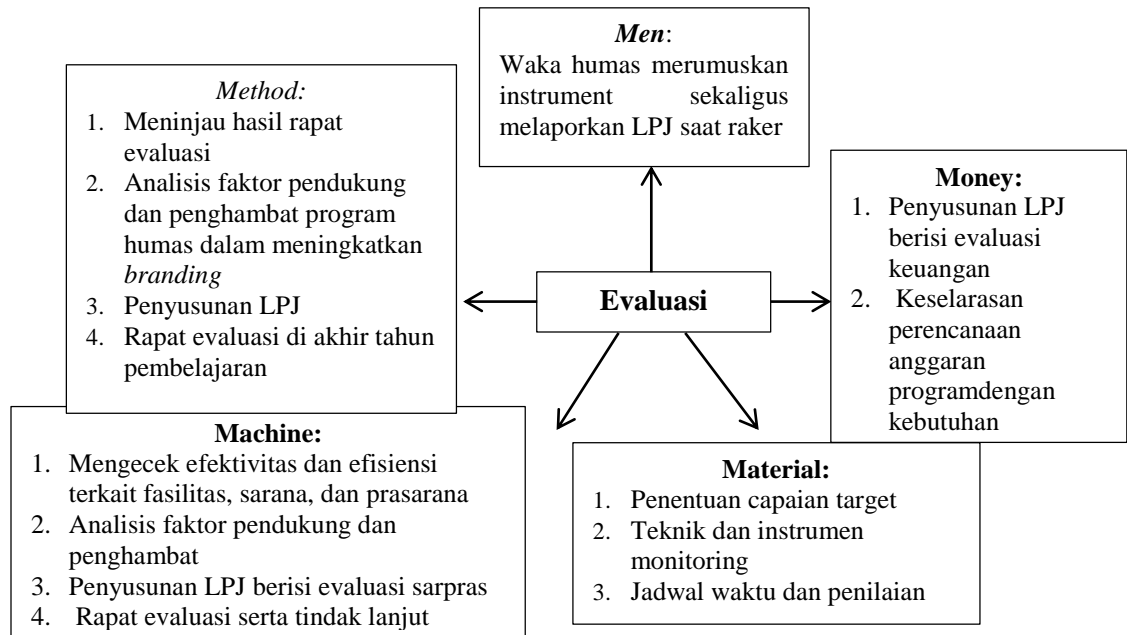 Men:
Waka humas merumuskan
instrument sekaligus
melaporkan LPJ saat raker
Method:
1. Meninjau hasil rapat
evaluasi
2. Analisis faktor pendukung
dan penghambat program
humas dalam meningkatkan
branding
3. Penyusunan LPJ
4. Rapat evaluasi di akhir tahun
pembelajaran
Evaluasi
Money:
1. Penyusunan LPJ
berisi evaluasi
keuangan
2. Keselarasan
perencanaan
anggaran
programdengan
kebutuhan
Machine:
1. Mengecek efektivitas dan efisiensi
terkait fasilitas, sarana, dan prasarana
2. Analisis faktor pendukung dan
penghambat
3. Penyusunan LPJ berisi evaluasi sarpras
4. Rapat evaluasi serta tindak lanjut
Material:
1. Penentuan capaian target
2. Teknik dan instrumen
monitoring
3. Jadwal waktu dan penilaian